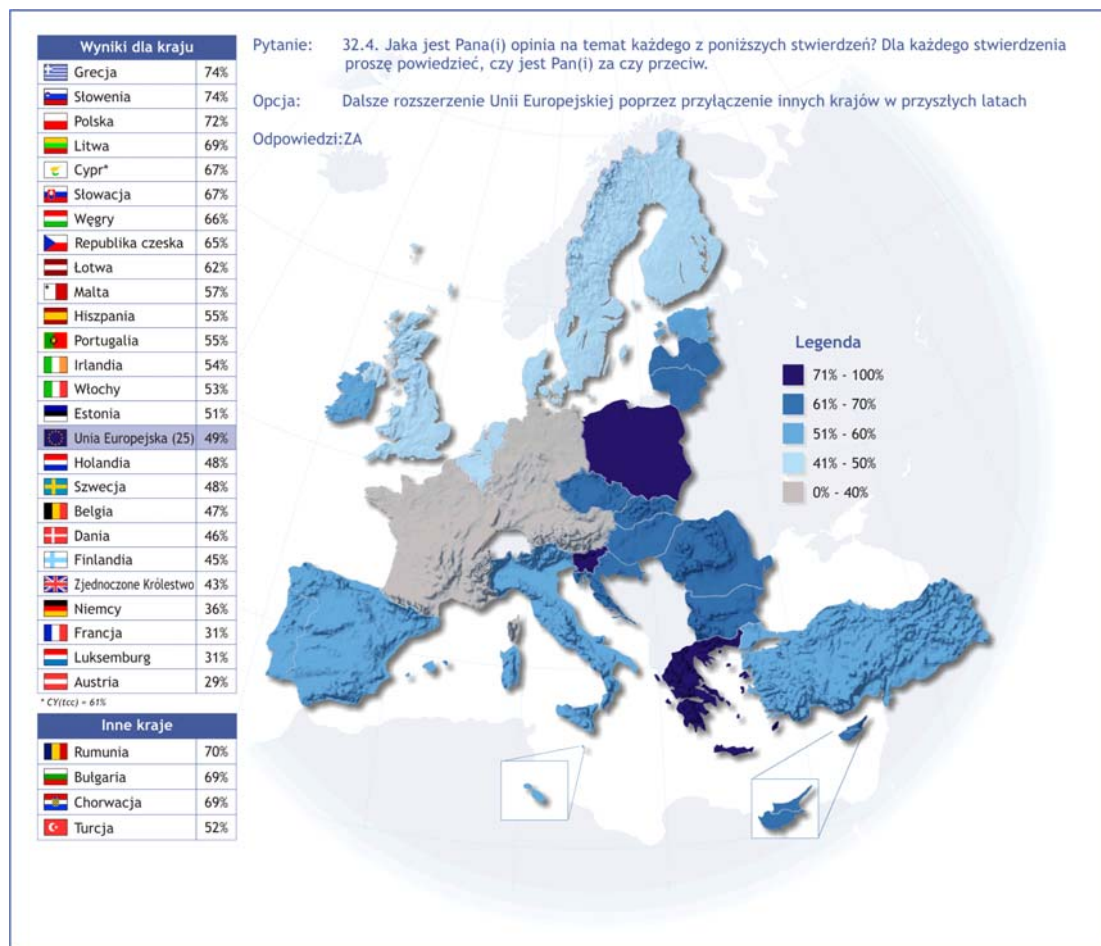 Wyniki dla kraju
Grecja 74%
Słowenia 74%
Polska 72%
Litwa 69%
Cypr* 67%
Słowacja 67%
Węgry 66%
Republika czeska 65%
Łotwa 62%
Malta 57%
Hiszpania 55%
Portugalia 55%
Irlandia 54%
Włochy 53%
Estonia 51%
Unia Europejska (25) 49%
Holandia 48%
Szwecja 48%
Belgia 47%
Dania 46%
Finlandia 45%
Zjednoczone Królestwo 43%
Niemcy 36%
Francja 31%
Luksemburg 31%
Austria 29%
* CY(tcc) = 61%
Inne kraje
Rumunia 70%
Bułgaria 69%
Chorwacja 69%
Turcja 52%
Pytanie: 32.4. Jaka jest Pana(i) opinia na temat każdego z poniższych stwierdzeń? Dla każdego stwierdzenia
proszę powiedzieć, czy jest Pan(i) za czy przeciw.
Opcja: Dalsze rozszerzenie Unii Europejskiej poprzez przyłączenie innych krajów w przyszłych latach
Odpowiedzi:ZA
Legenda
71% - 100%
61% - 70%
51% - 60%
41% - 50%
0% - 40%